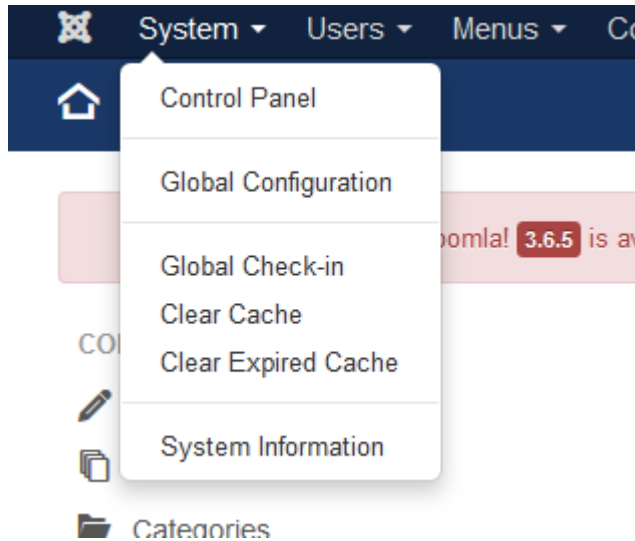 System Users Menus
Control Panel
Global Configuration
oomla! 3.6.5 is
Global Check-in
Clear Cache
Clear Expired Cache
System Information
Categories